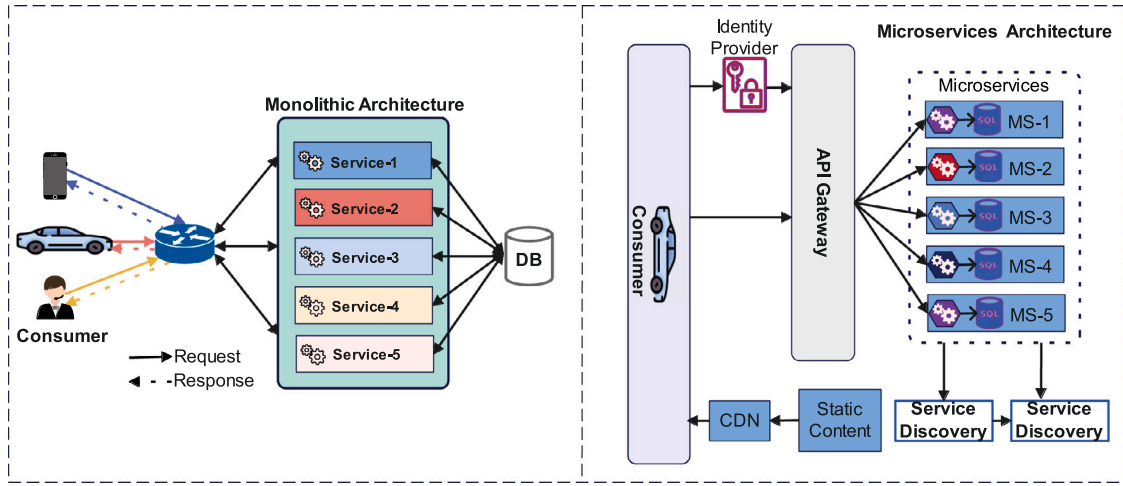 Monolithic Architecture
Service-1
Service-2
Service-3
Service-4
Service-5
DB
Consumer
Request
Response
Identity
Provider
Microservices Architecture
Consumer
API Gateway
Microservices
SQL
MS-1
SQL
MS-2
SQL
MS-3
SQL
MS-4
SQL
MS-5
CDN
Static
Content
Service
Discovery
Service
Discovery